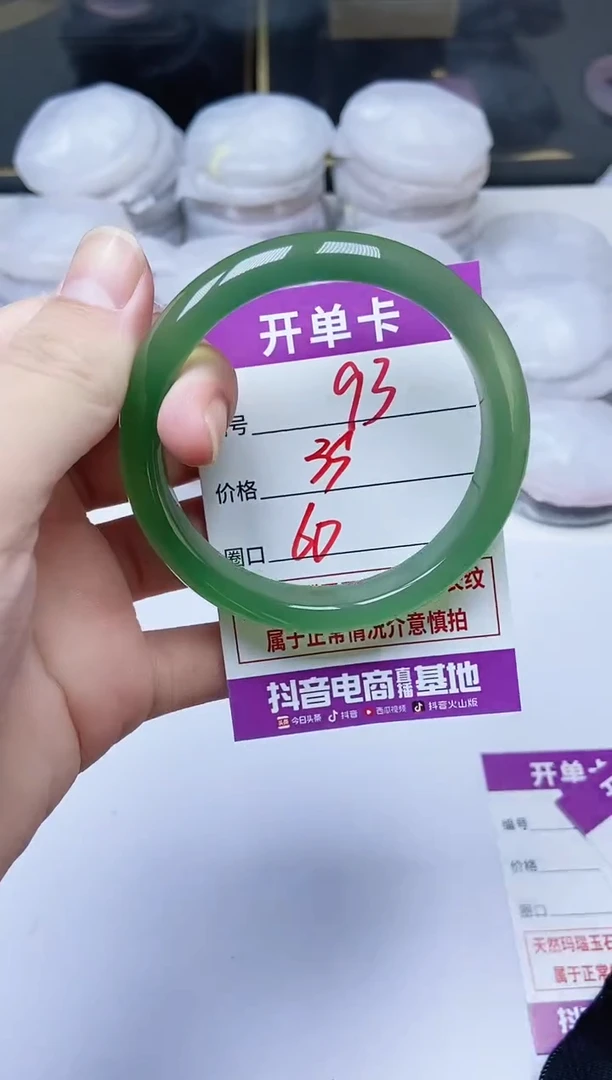 开单卡
号 93
价格 35
圈口 60
纹
属于正常情况介意慎拍
抖音电商直播基地
今日头条 抖音 西瓜视频 抖音火山版
开单
编号
价格
圈口
天然玛瑙玉石
属于正常
抖